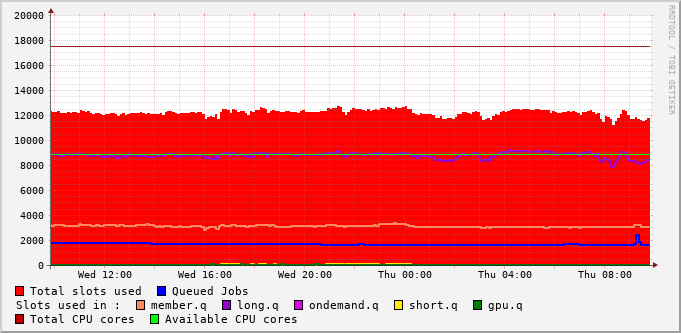 20000
18000
16000
14000
12000
10000
8000
6000
4000
2000
0
Wed 12:00 Wed 16:00 Wed 20:00 Thu 00:00 Thu 04:00 Thu 08:00
RRDTOOL / TOBI OETIKER
Total slots used Queued Jobs
Slots used in : member.q long.q ondemand.q short.q gpu.q
Total CPU cores Available CPU cores